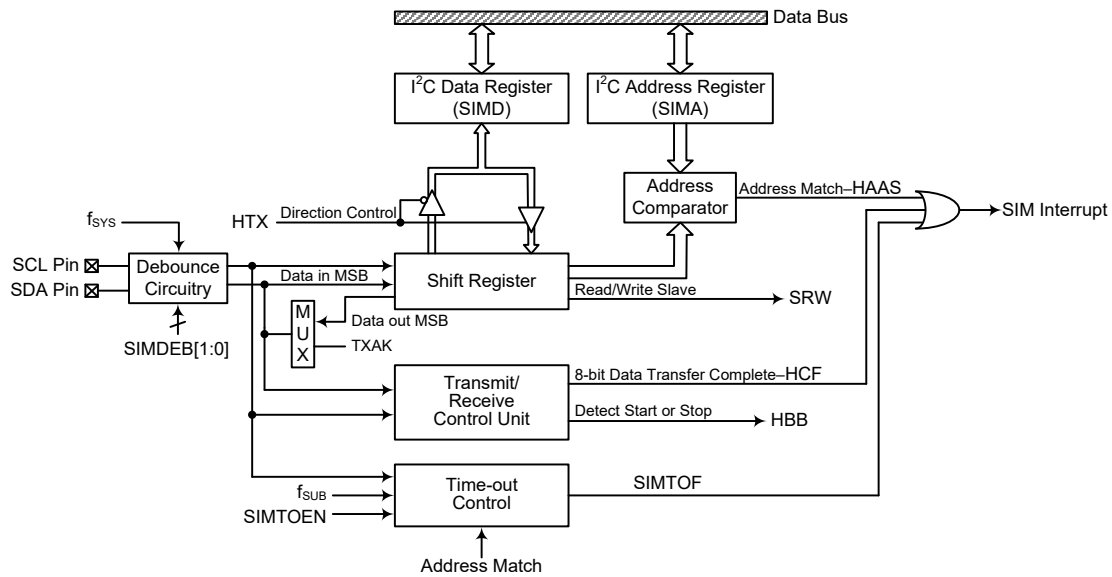 Data Bus
I²C Data Register
(SIMD)
I²C Address Register
(SIMA)
Address
Comparator
Address Match–HAAS
SIM Interrupt
HTX
Direction Control
fSYS
SCL Pin
SDA Pin
Debounce
Circuitry
Data in MSB
Shift Register
Read/Write Slave
SRW
SIMDEB[1:0]
M
U
X
Data out MSB
TXAK
Transmit/
Receive
Control Unit
8-bit Data Transfer Complete–HCF
Detect Start or Stop
HBB
fSUB
SIMTOEN
Time-out
Control
SIMTOF
Address Match